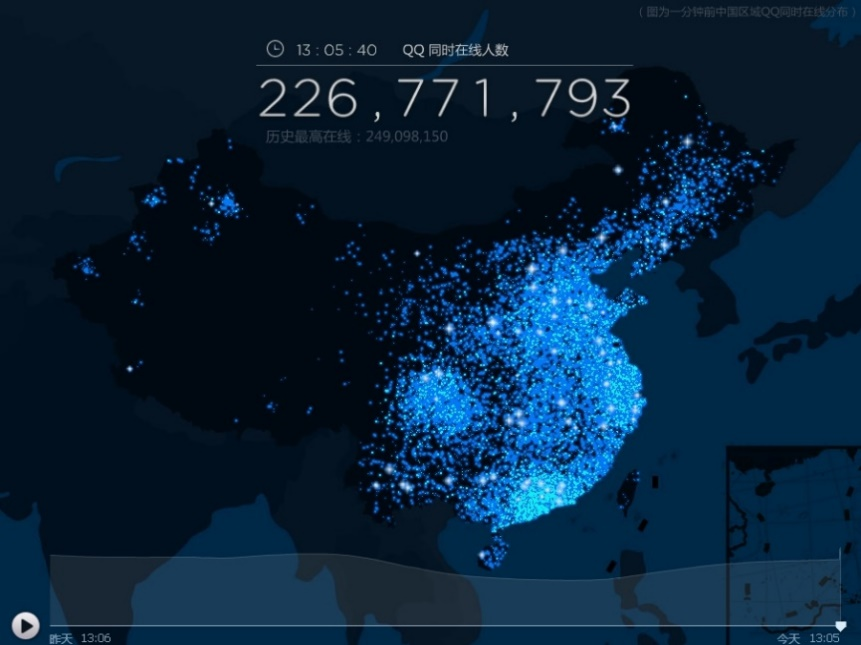 （图为一分钟前中国区域QQ同时在线分布）
13 : 05 : 40 QQ 同时在线人数
226,771,793
历史最高在线：249,098,150
昨天 13:06
今天 13:05